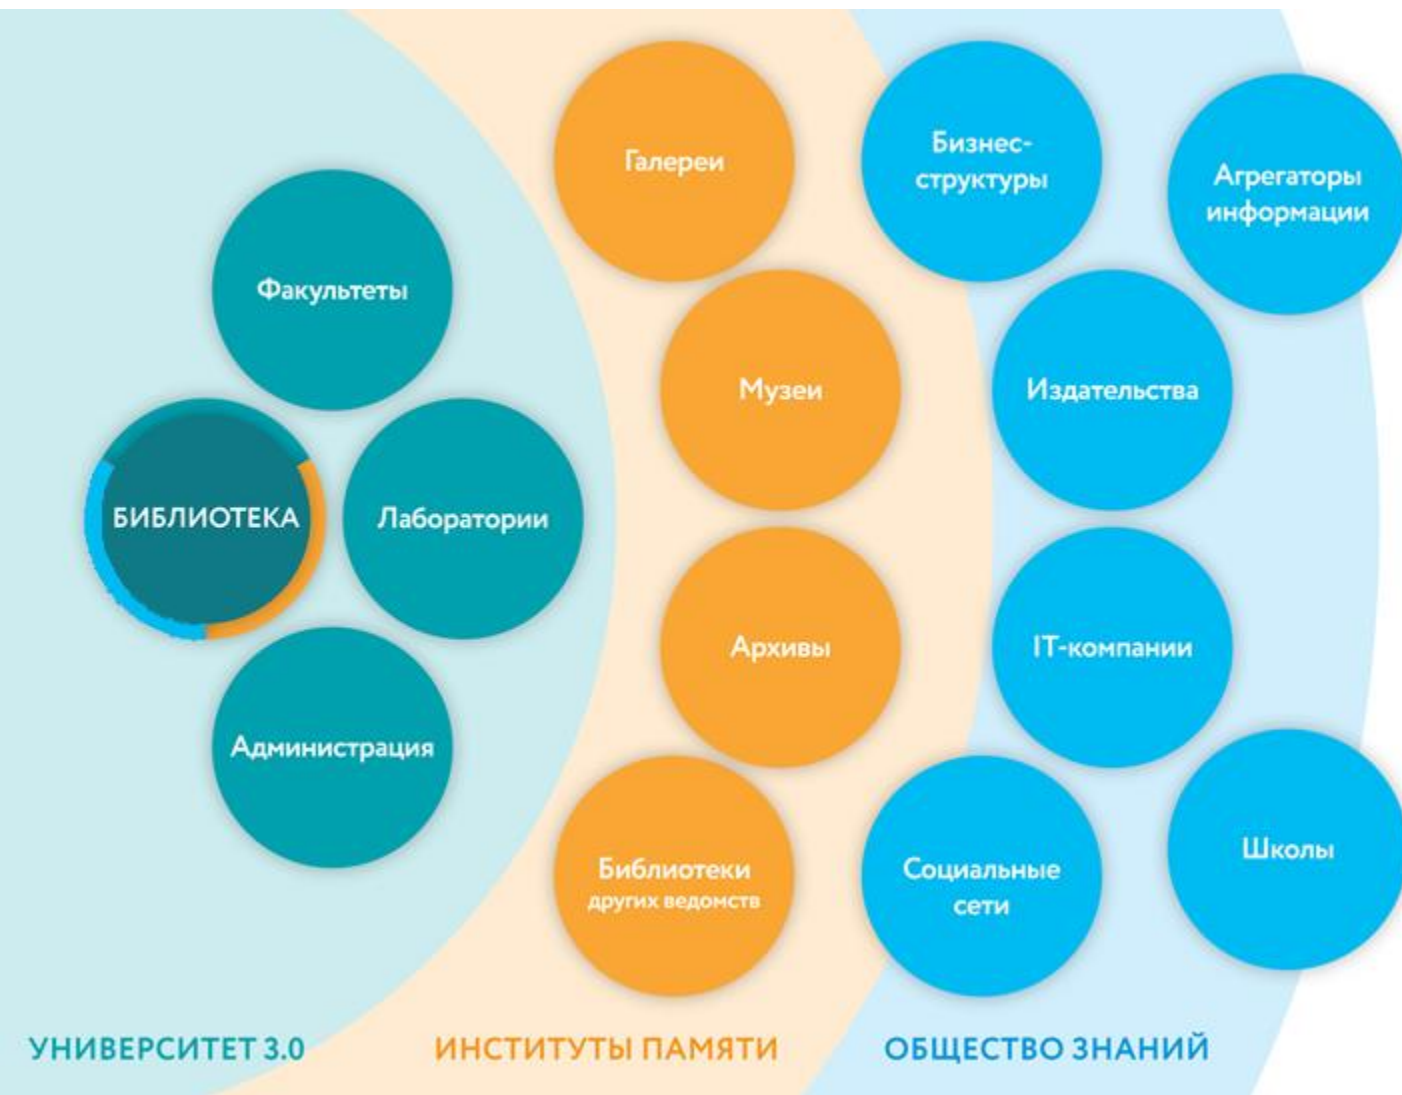 Галереи
Бизнес-
структуры
Агрегаторы
информации
Факультеты
Музеи
Издательства
БИБЛИОТЕКА
Лаборатории
Архивы
IT-компании
Администрация
Библиотеки
других ведомств
Социальные
сети
Школы
УНИВЕРСИТЕТ 3.0
ИНСТИТУТЫ ПАМЯТИ
ОБЩЕСТВО ЗНАНИЙ